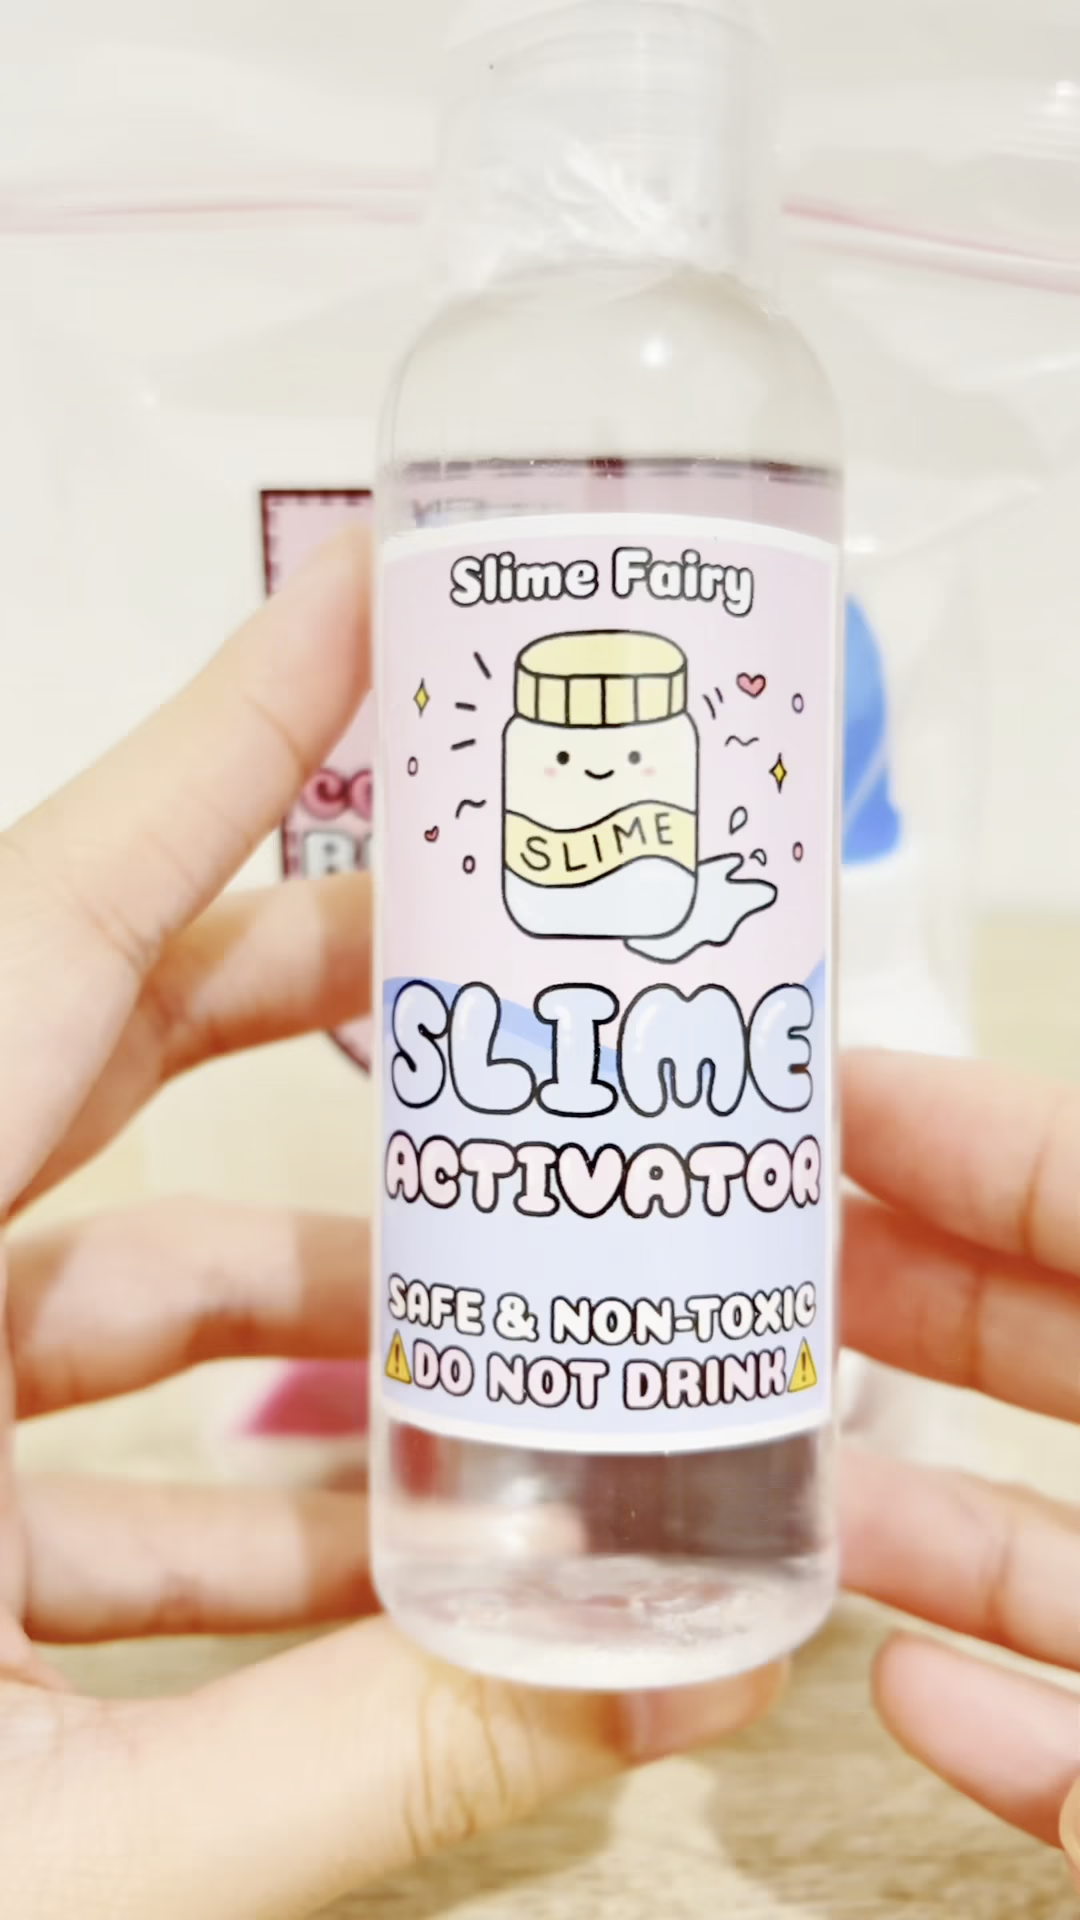 Slime Fairy
SLIME
SLIME
ACTIVATOR
SAFE & NON-TOXIC
⚠DO NOT DRINK⚠